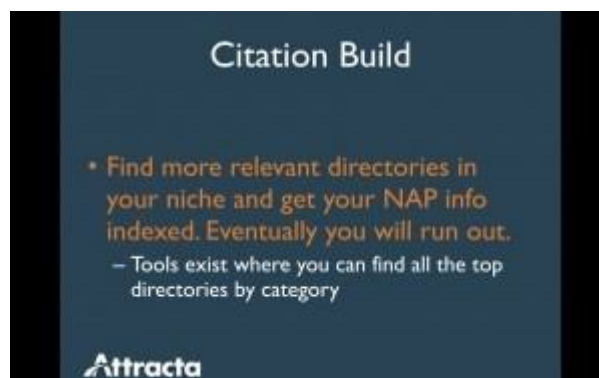 Citation Build
• Find more relevant directories in
your niche and get your NAP info
indexed. Eventually you will run out.
– Tools exist where you can find all the top
directories by category
Attracta